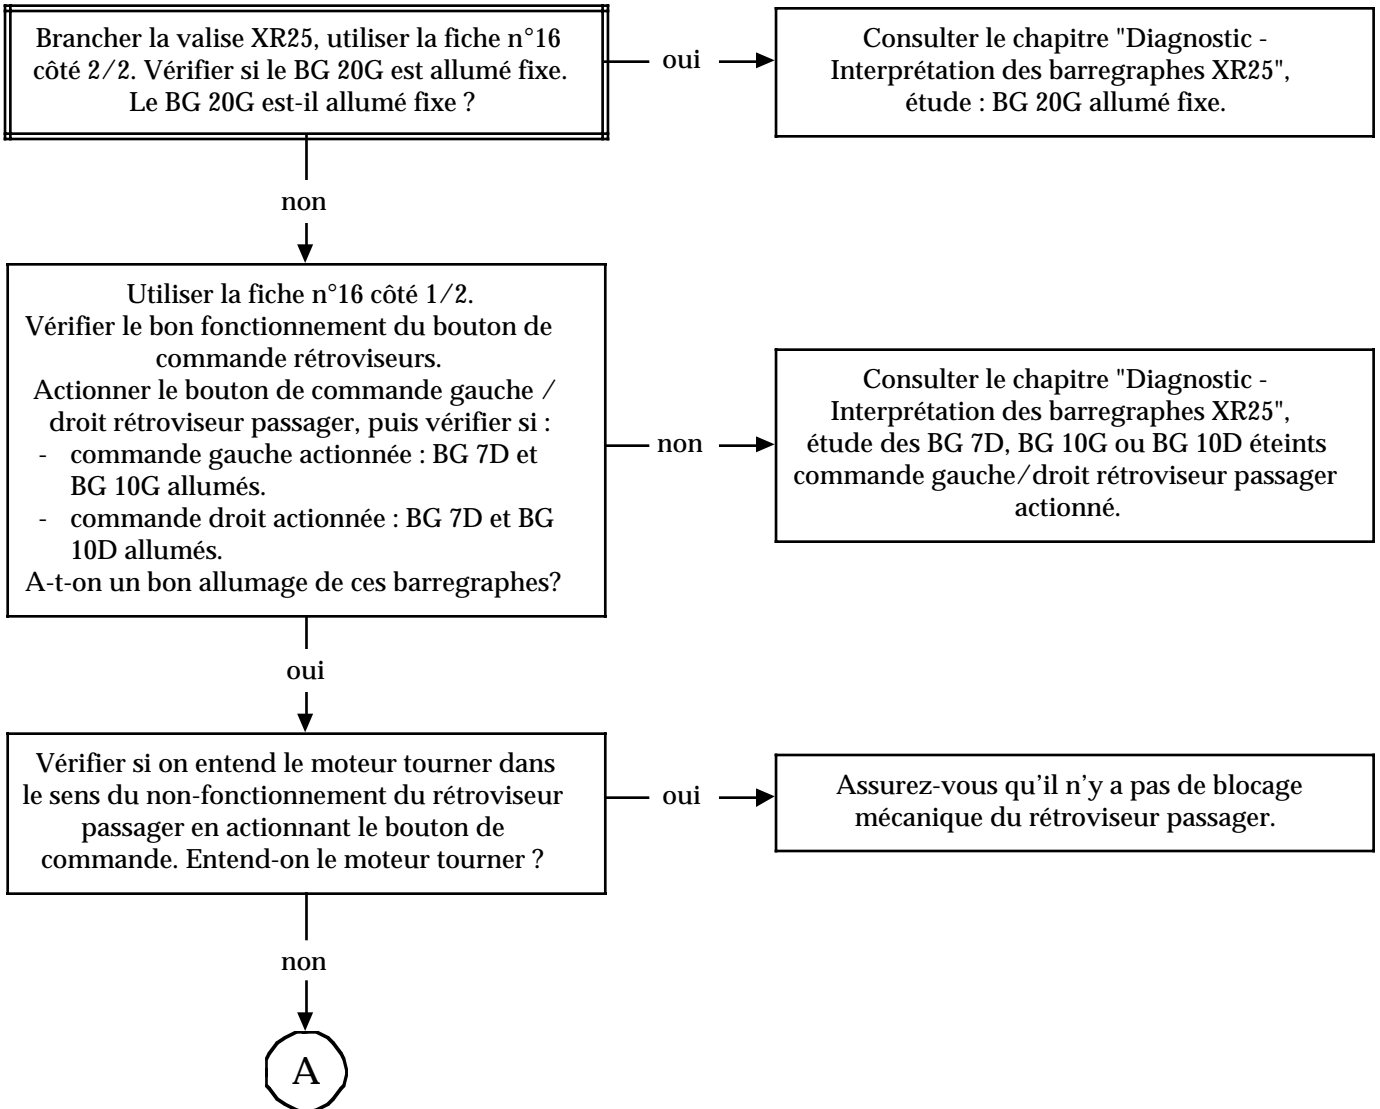 Brancher la valise XR25, utiliser la fiche n°16
côté 2/2. Vérifier si le BG 20G est allumé fixe.
Le BG 20G est-il allumé fixe ?
oui
Consulter le chapitre "Diagnostic -
Interprétation des barregraphes XR25",
étude : BG 20G allumé fixe.
non
Utiliser la fiche n°16 côté 1/2.
Vérifier le bon fonctionnement du bouton de
commande rétroviseurs.
Actionner le bouton de commande gauche /
droit rétroviseur passager, puis vérifier si :
- commande gauche actionnée : BG 7D et
BG 10G allumés.
- commande droit actionnée : BG 7D et BG
10D allumés.
A-t-on un bon allumage de ces barregraphes?
non
Consulter le chapitre "Diagnostic -
Interprétation des barregraphes XR25",
étude des BG 7D, BG 10G ou BG 10D éteints
commande gauche/droit rétroviseur passager
actionné.
oui
Vérifier si on entend le moteur tourner dans
le sens du non-fonctionnement du rétroviseur
passager en actionnant le bouton de
commande. Entend-on le moteur tourner ?
oui
Assurez-vous qu'il n'y a pas de blocage
mécanique du rétroviseur passager.
non
A